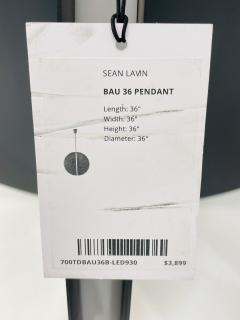 SEAN LAVIN
BAU 36 PENDANT
Length: 36"
Width: 36"
Height: 36"
Diameter: 36"
700TDBAU36B-LED930
$3,899